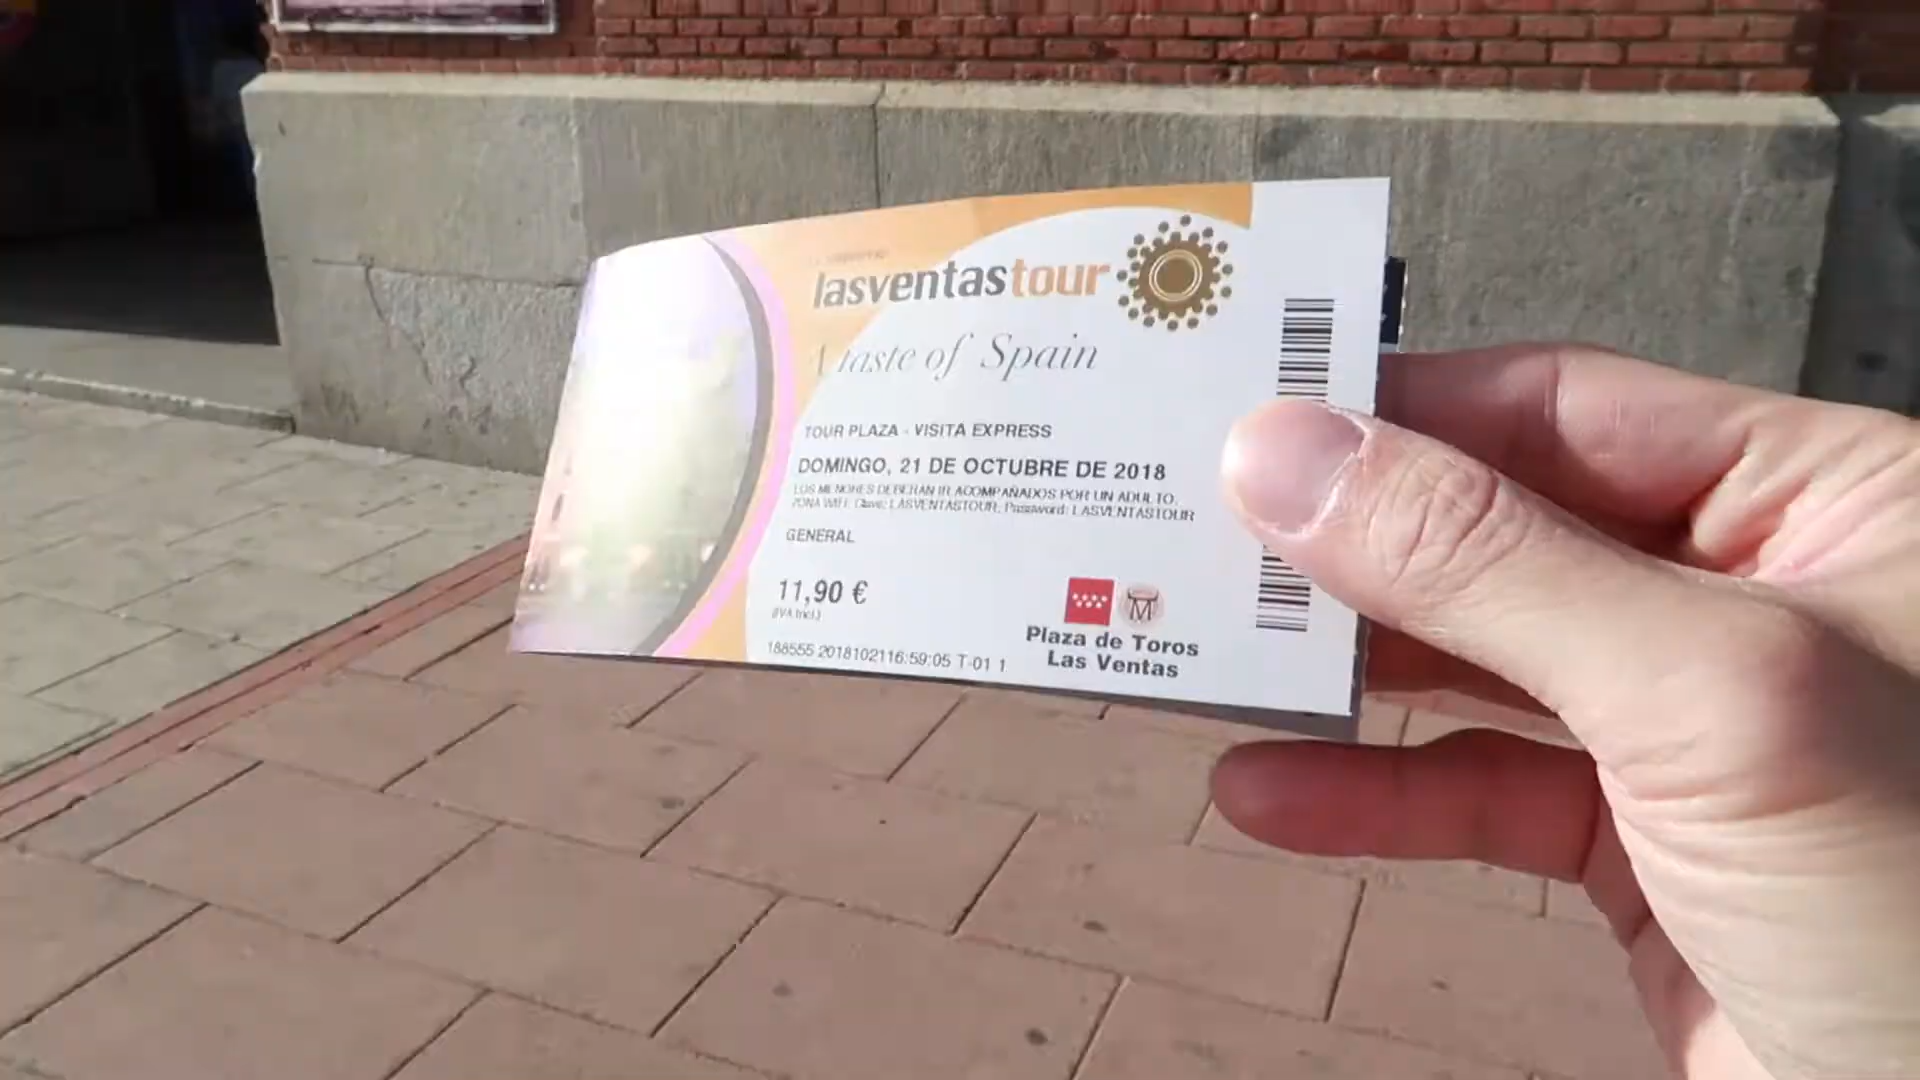 lasventastour
A taste of Spain
TOUR PLAZA - VISITA EXPRESS
DOMINGO, 21 DE OCTUBRE DE 2018
LOS MENORES DEBERAN IR ACOMPAÑADOS POR UN ADULTO.
ZONA WIFI: Clave: LASVENTASTOUR, Password: LASVENTASTOUR
GENERAL
11,90 €
(IVA Incl.)
188555 2018102116:59:05 T-01 1
M
Plaza de Toros
Las Ventas